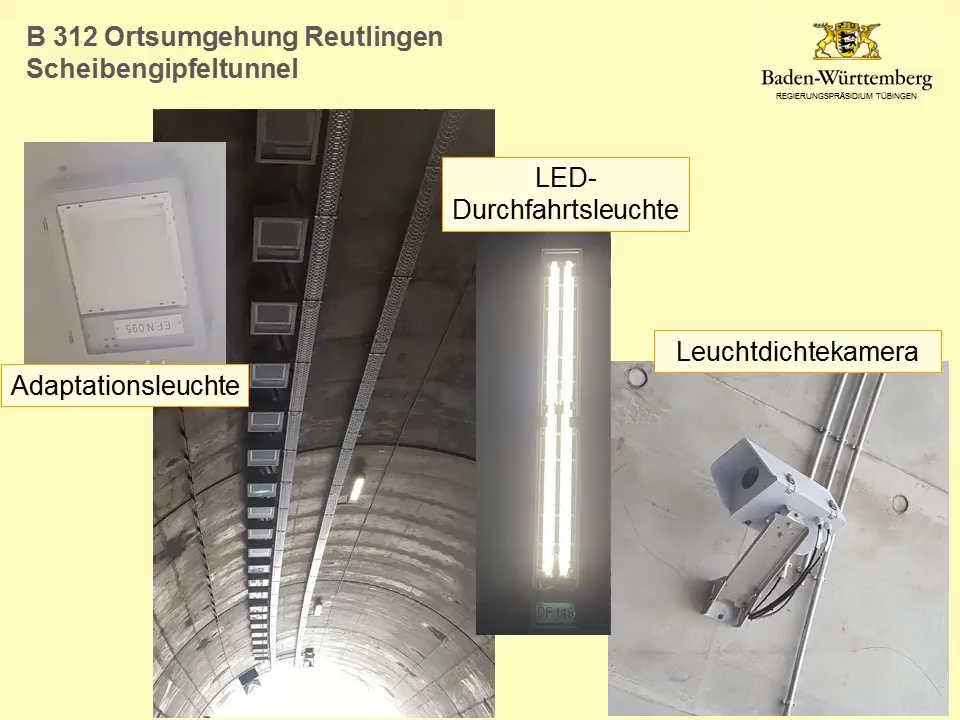 B 312 Ortsumgehung Reutlingen
Scheibengipfeltunnel
Baden-Württemberg
REGIERUNGSPRÄSIDIUM TÜBINGEN
LED-
Durchfahrtsleuchte
EF N 095
Adaptationsleuchte
Leuchtdichtekamera
DF 146